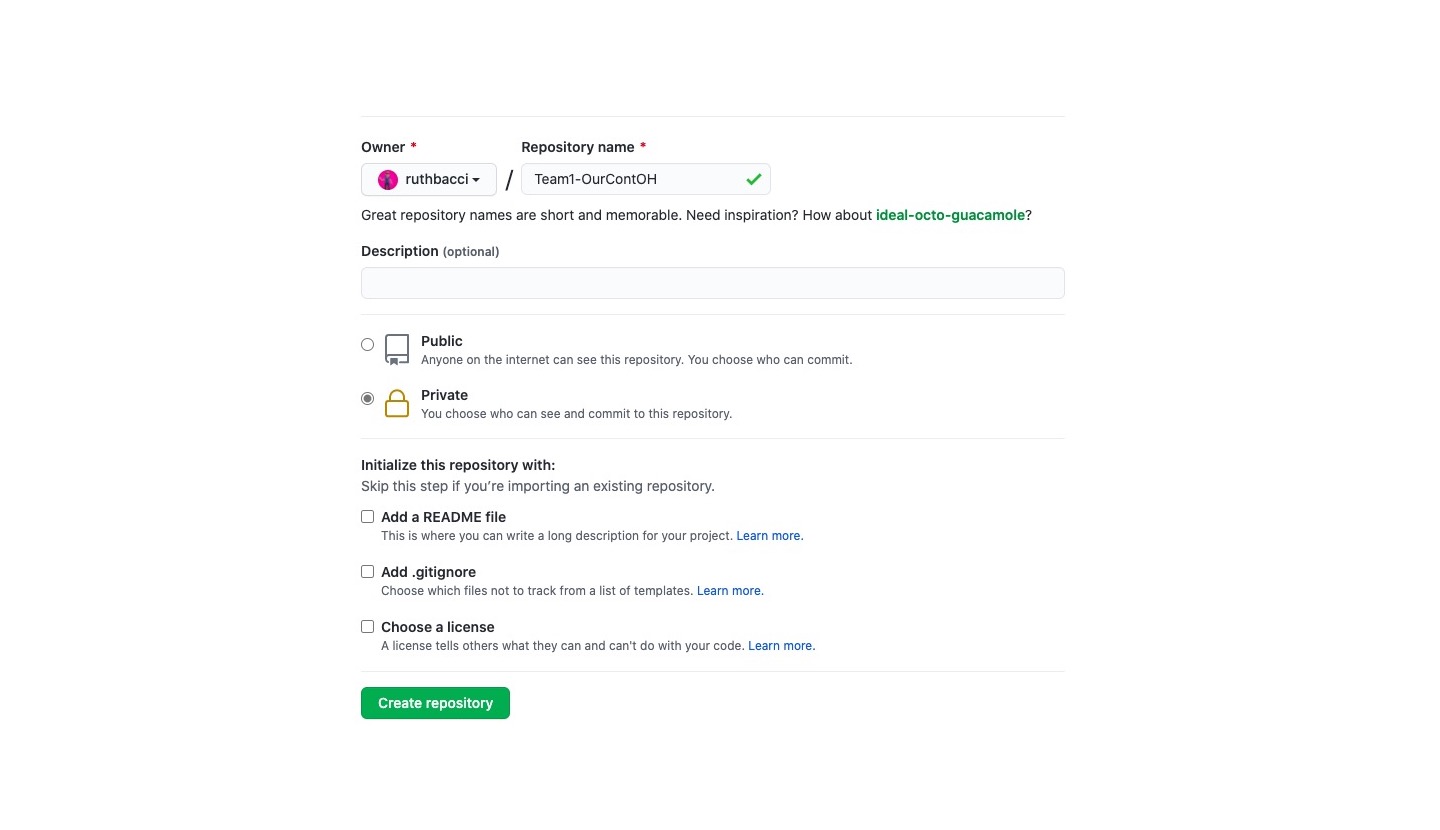 Owner * Repository name *
ruthbacci / Team1-OurContOH
Great repository names are short and memorable. Need inspiration? How about ideal-octo-guacamole?
Description (optional)
Public
Anyone on the internet can see this repository. You choose who can commit.
Private
You choose who can see and commit to this repository.
Initialize this repository with:
Skip this step if you’re importing an existing repository.
Add a README file
This is where you can write a long description for your project. Learn more.
Add .gitignore
Choose which files not to track from a list of templates. Learn more.
Choose a license
A license tells others what they can and can't do with your code. Learn more.
Create repository